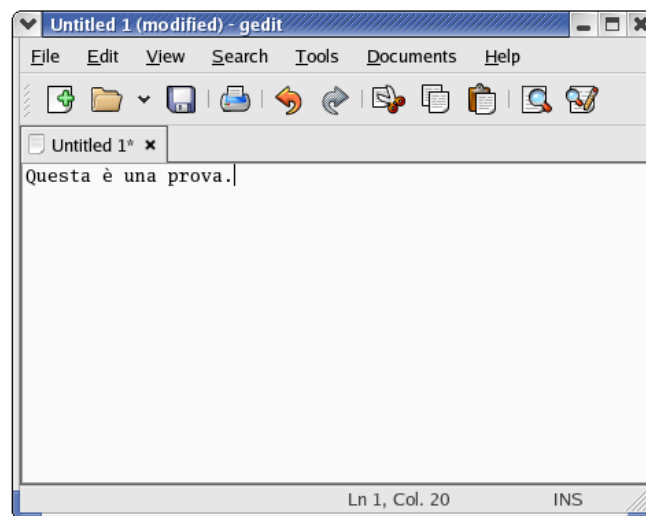 Untitled 1 (modified) - gedit
File Edit View Search Tools Documents Help
Untitled 1*
Questa è una prova.
Ln 1, Col. 20 INS